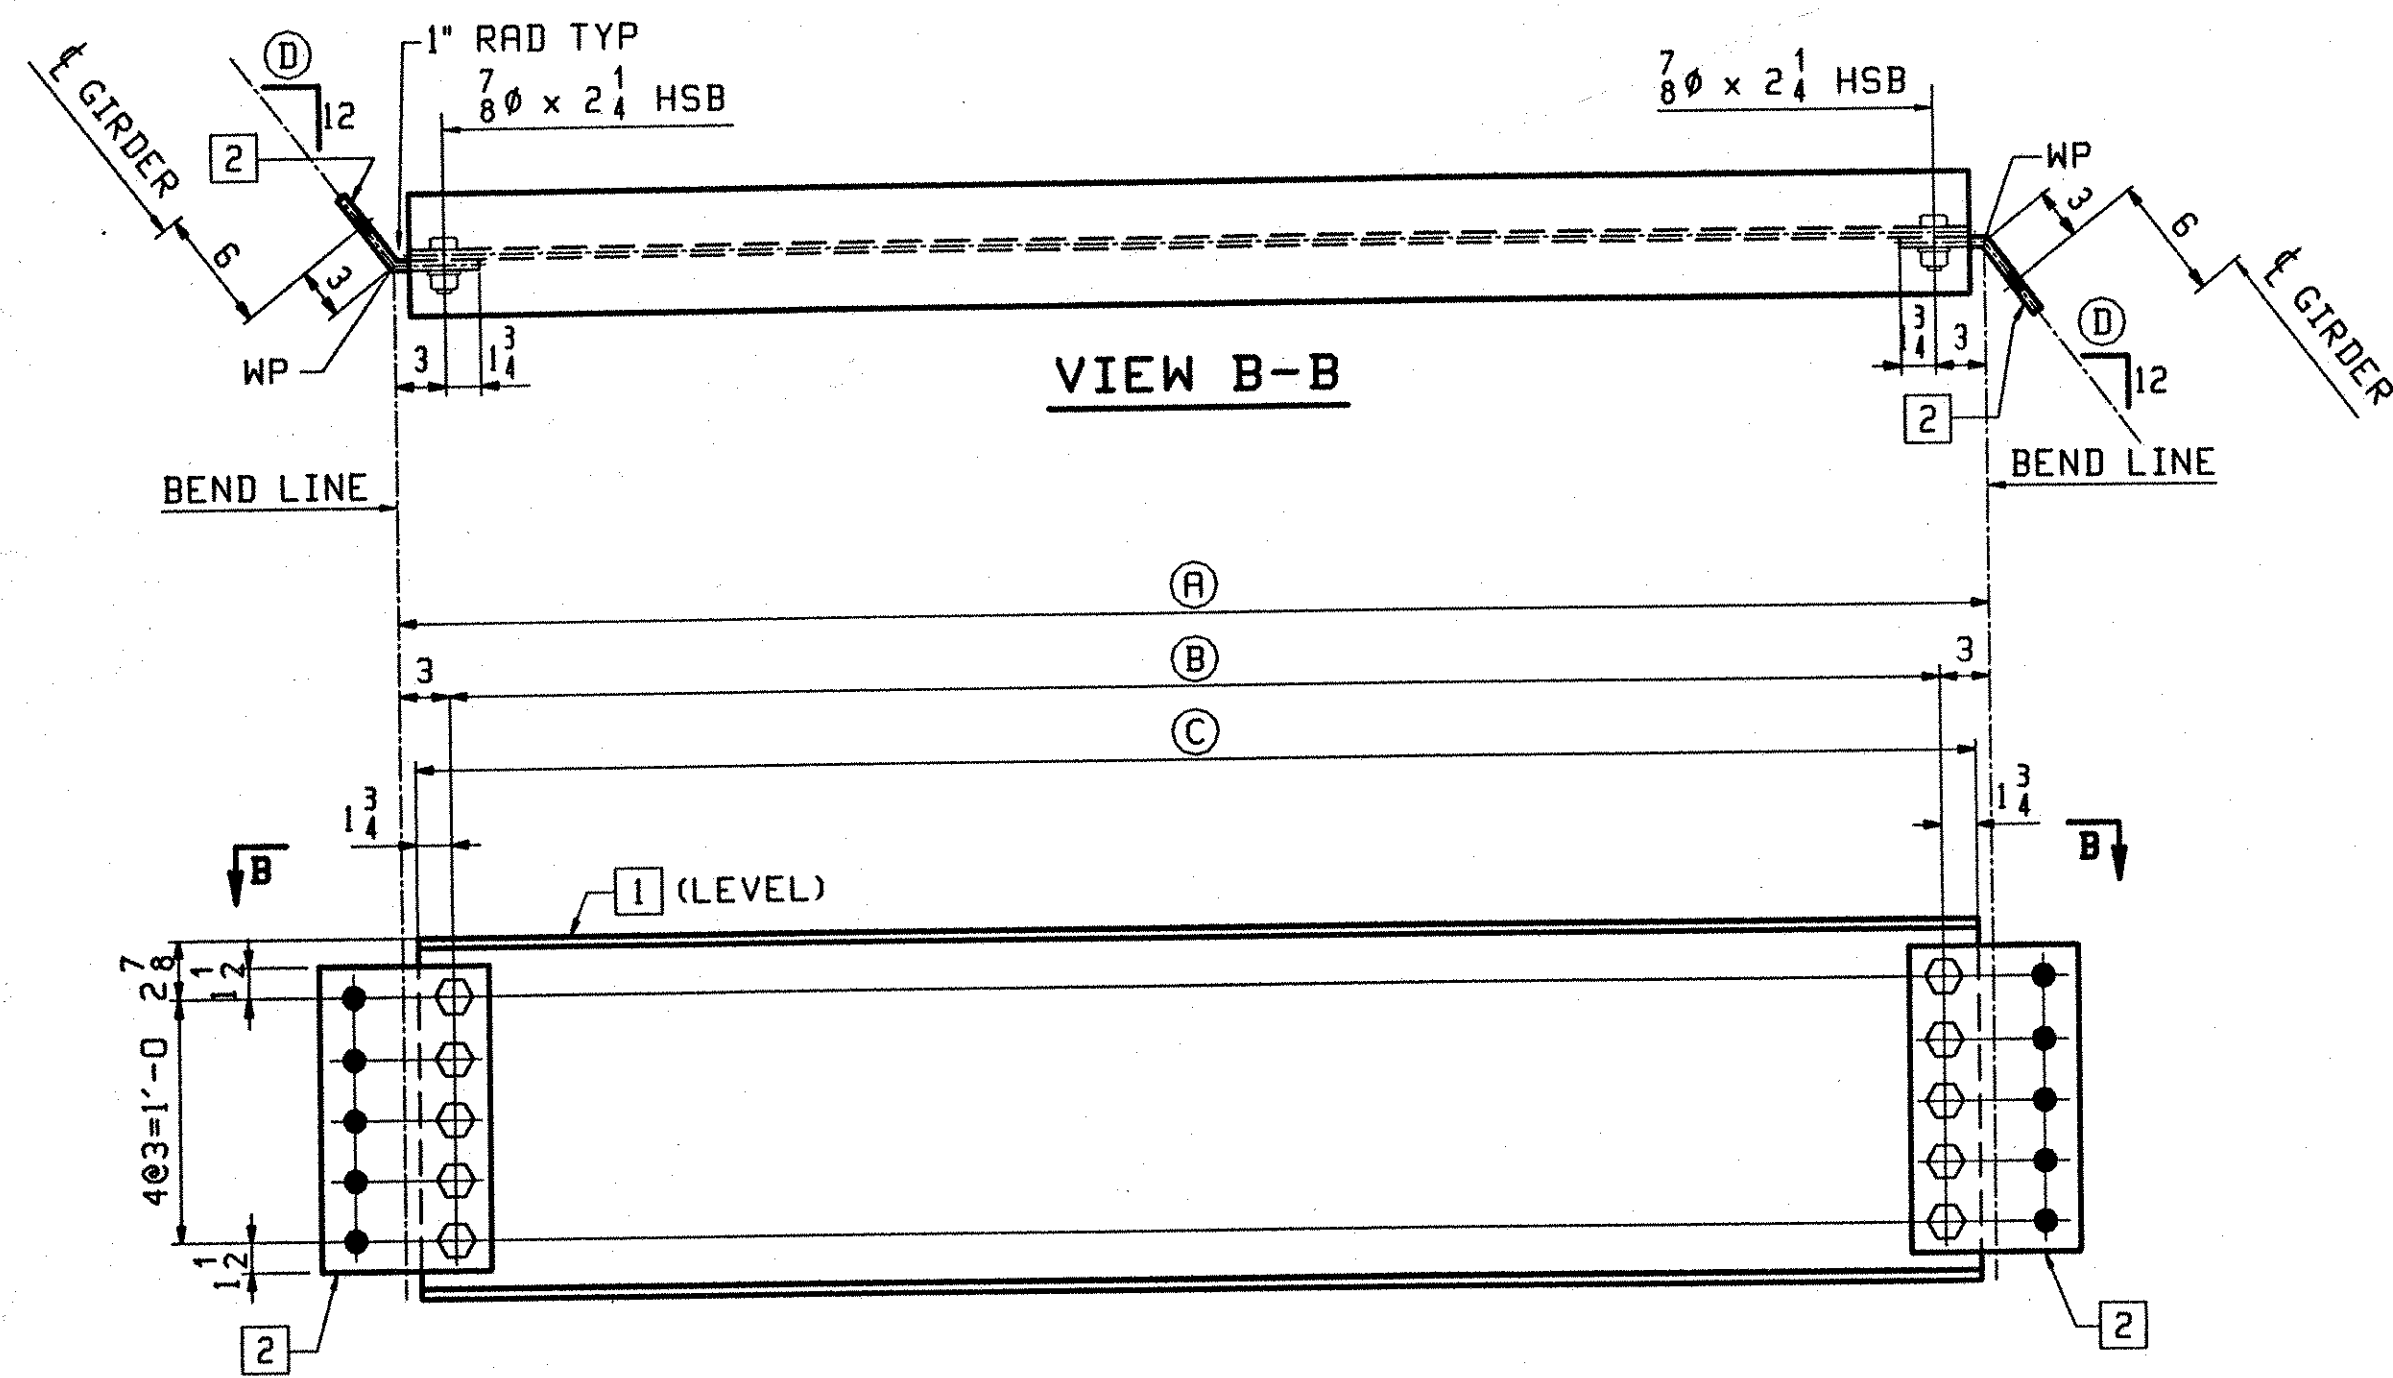 ℄ GIRDER
D
12
2
1" RAD TYP
7/8 ø x 2 1/4 HSB
7/8 ø x 2 1/4 HSB
WP
3
6
℄ GIRDER
D
12
2
6
3
WP
3
1 3/4
VIEW B-B
1 3/4
3
BEND LINE
BEND LINE
A
B
3
3
C
1 3/4
1 3/4
B
B
1 (LEVEL)
2 7/8
1 1/2
4@3=1'-0
1 1/2
2
2